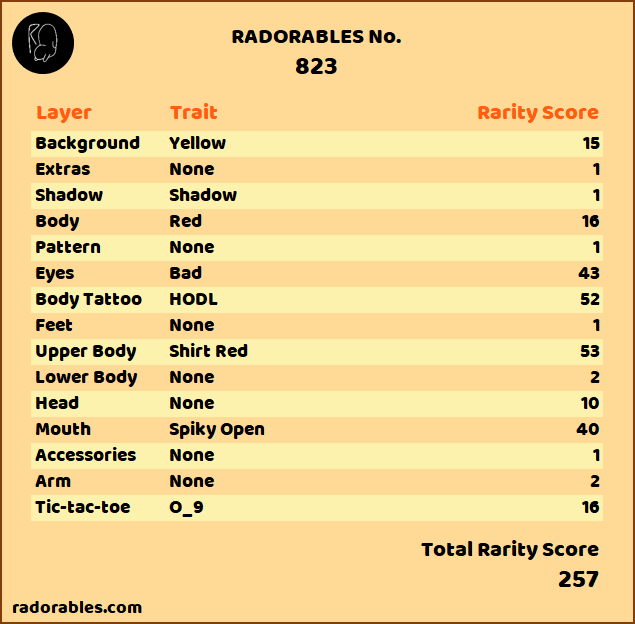 RADORABLES No.
823
Layer Trait Rarity Score
Background Yellow 15
Extras None 1
Shadow Shadow 1
Body Red 16
Pattern None 1
Eyes Bad 43
Body Tattoo HODL 52
Feet None 1
Upper Body Shirt Red 53
Lower Body None 2
Head None 10
Mouth Spiky Open 40
Accessories None 1
Arm None 2
Tic-tac-toe O_9 16
Total Rarity Score
257
radorables.com